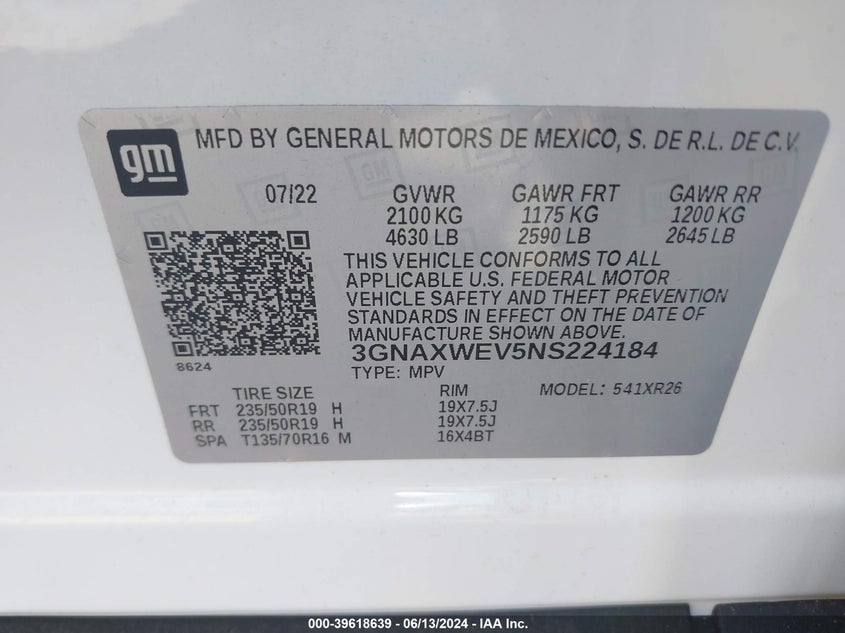 gm
MFD BY GENERAL MOTORS DE MEXICO, S. DE R.L. DE C.V.
07/22 GVWR GAWR FRT GAWR RR
2100 KG 1175 KG 1200 KG
4630 LB 2590 LB 2645 LB
THIS VEHICLE CONFORMS TO ALL
APPLICABLE U.S. FEDERAL MOTOR
VEHICLE SAFETY AND THEFT PREVENTION
STANDARDS IN EFFECT ON THE DATE OF
MANUFACTURE SHOWN ABOVE.
3GNAXWEV5NS224184
8624
TYPE: MPV
TIRE SIZE RIM MODEL: 541XR26
FRT 235/50R19 H 19X7.5J
RR 235/50R19 H 19X7.5J
SPA T135/70R16 M 16X4BT
000-39618639 - 06/13/2024 - IAA Inc.